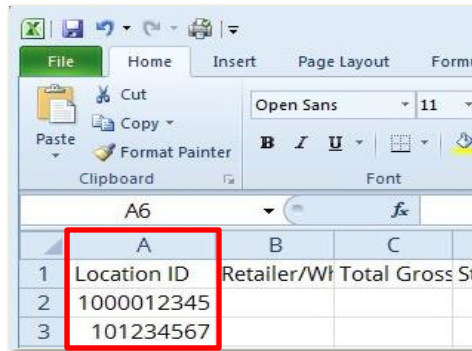 File Home Insert Page Layout Formu
Cut
Copy
Paste
Format Painter
Clipboard
Open Sans 11
B I U
Font
A6 fx
A B C
1 Location ID Retailer/Wh Total Gross St
2 1000012345
3 101234567